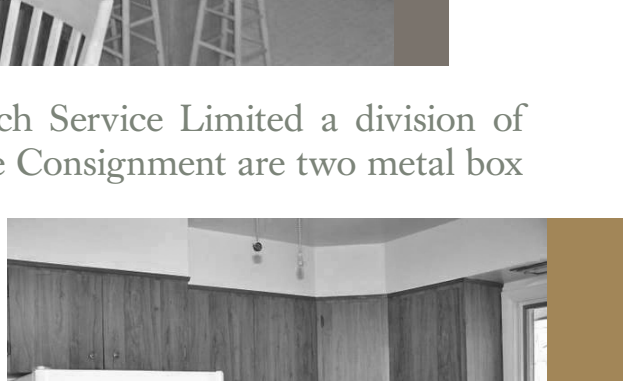 ch Service Limited a division of
e Consignment are two metal box